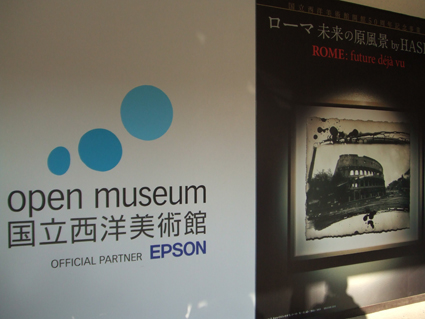 open museum
国立西洋美術館
OFFICIAL PARTNER EPSON
ローマ 未来の原風景 by HAS
ROME: future déjà vu